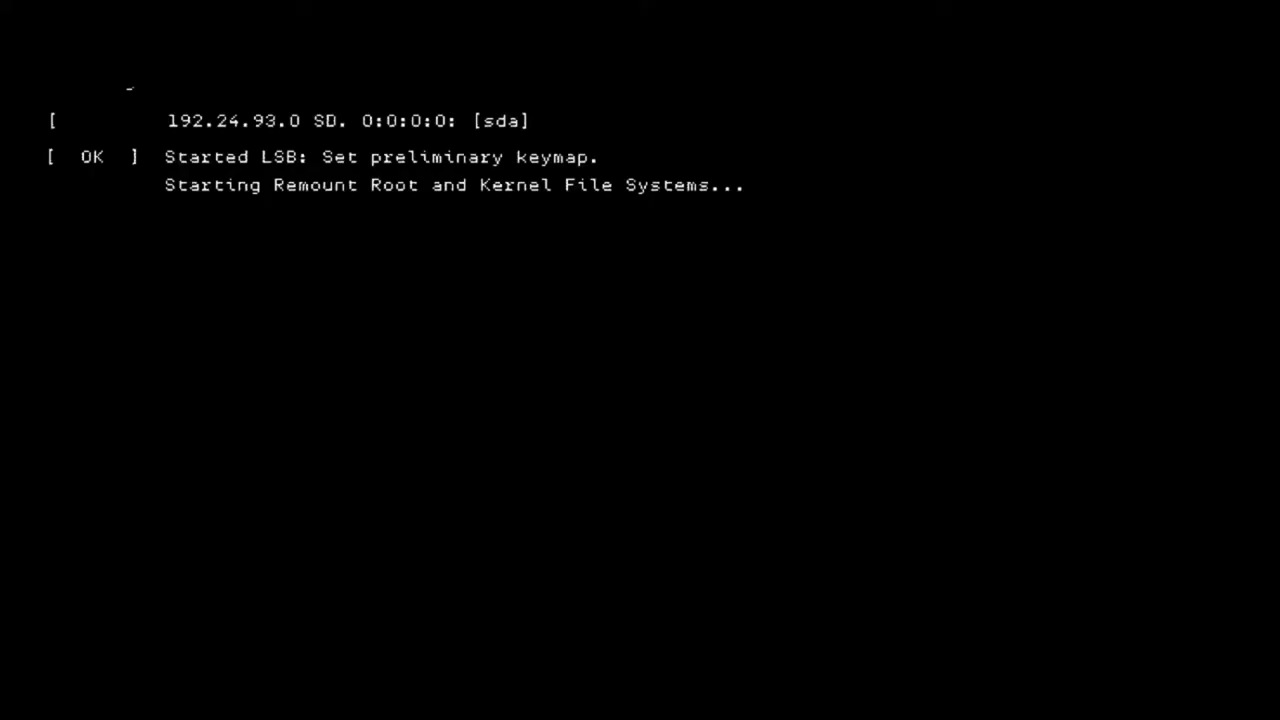 [ 192.24.93.0 SD. 0:0:0:0: [sda]
[ OK ] Started LSB: Set preliminary keymap.
Starting Remount Root and Kernel File Systems...